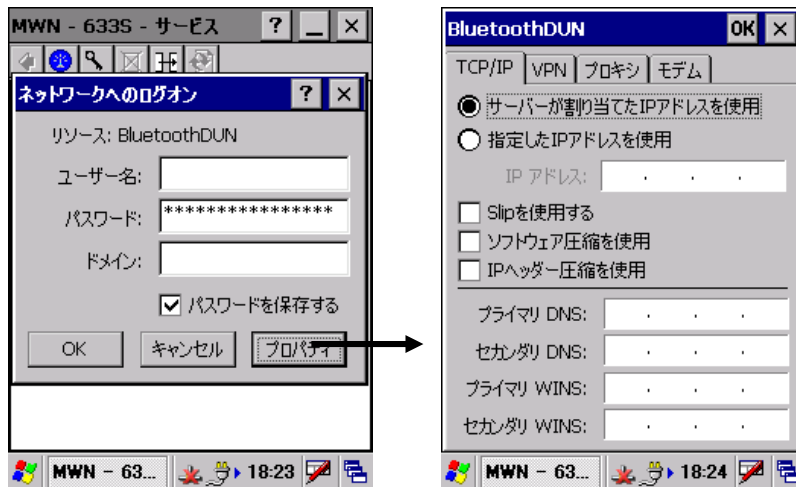 MWN - 633S - サービス
ネットワークへのログオン
リソース: BluetoothDUN
ユーザー名:
パスワード: ****************
ドメイン:
パスワードを保存する
OK キャンセル プロパティ
MWN - 63... 18:23
BluetoothDUN OK
TCP/IP VPN プロキシ モデム
サーバーが割り当てたIPアドレスを使用
指定したIPアドレスを使用
IP アドレス: . . .
Slipを使用する
ソフトウェア圧縮を使用
IPヘッダー圧縮を使用
プライマリ DNS: . . .
セカンダリ DNS: . . .
プライマリ WINS: . . .
セカンダリ WINS: . . .
MWN - 63... 18:24